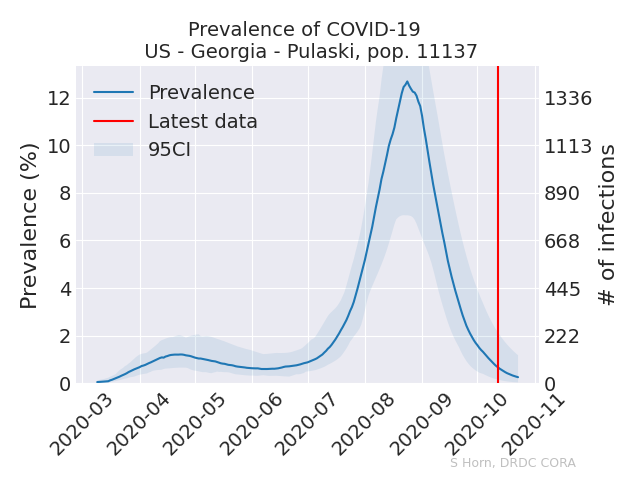 Prevalence of COVID-19
US - Georgia - Pulaski, pop. 11137
Prevalence
Latest data
95CI
Prevalence (%)
12
10
8
6
4
2
0
1336
1113
890
668
445
222
0
# of infections
2020-03
2020-04
2020-05
2020-06
2020-07
2020-08
2020-09
2020-10
2020-11
S Horn, DRDC CORA